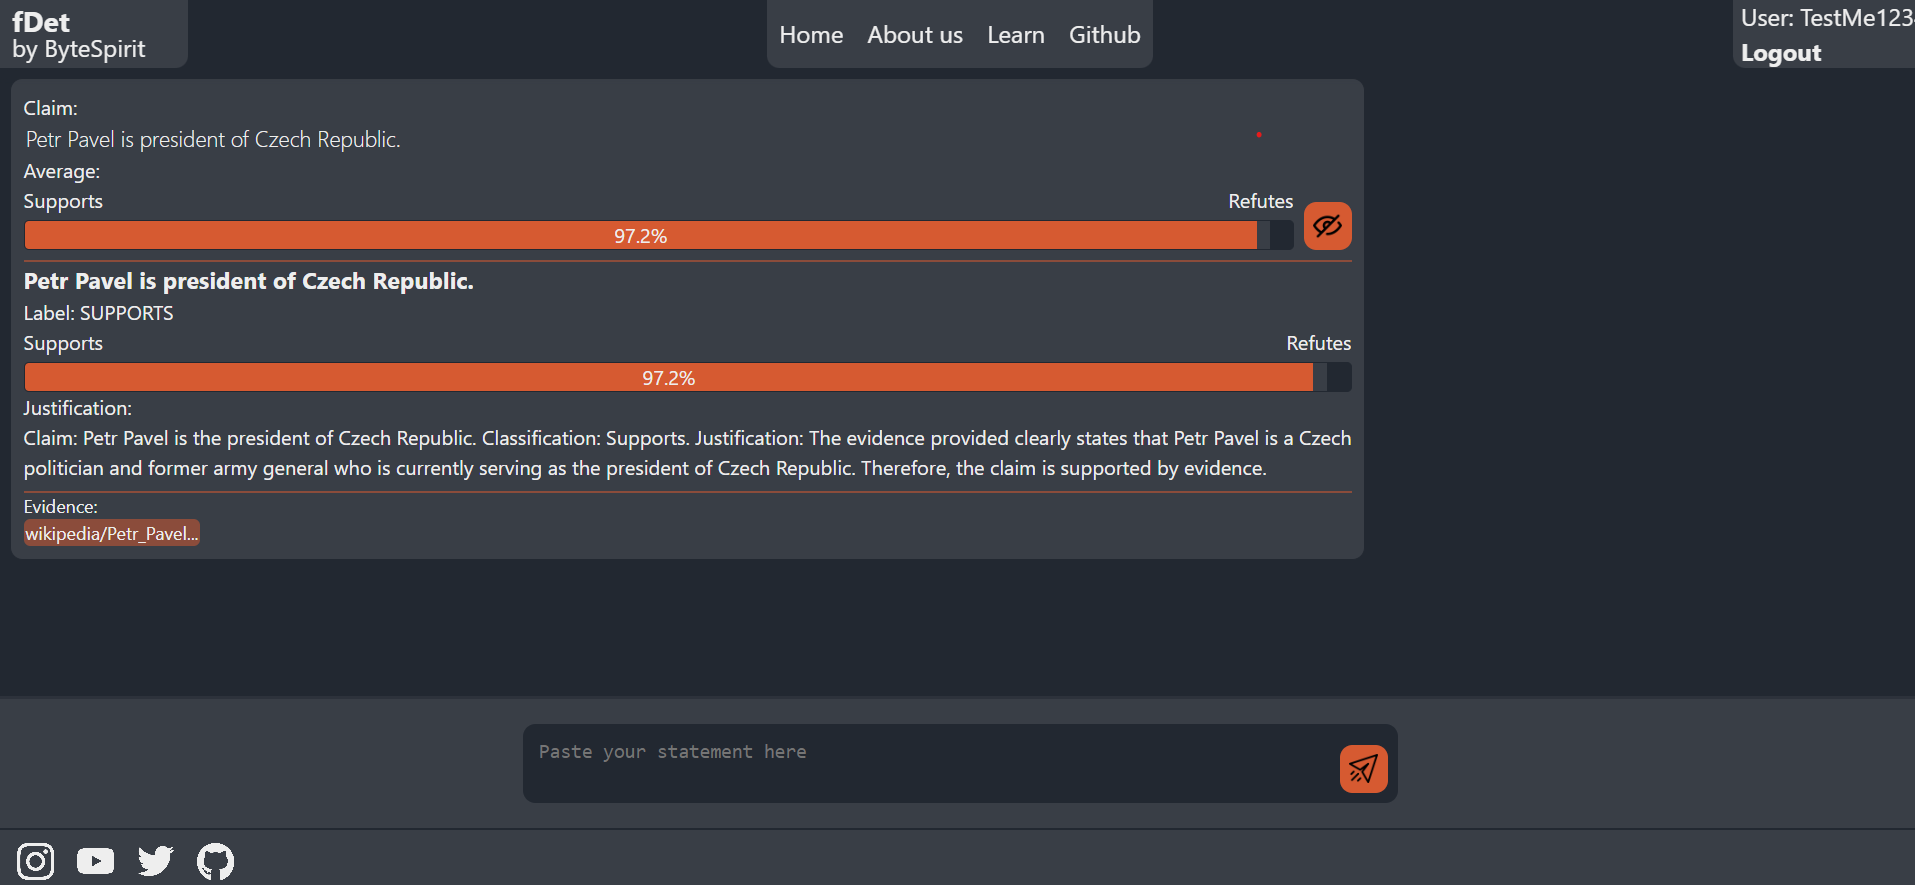 fDet
by ByteSpirit
Home About us Learn Github
User: TestMe123
Logout
Claim:
Petr Pavel is president of Czech Republic.
Average:
Supports Refutes
97.2%
Petr Pavel is president of Czech Republic.
Label: SUPPORTS
Supports Refutes
97.2%
Justification:
Claim: Petr Pavel is the president of Czech Republic. Classification: Supports. Justification: The evidence provided clearly states that Petr Pavel is a Czech
politician and former army general who is currently serving as the president of Czech Republic. Therefore, the claim is supported by evidence.
Evidence:
wikipedia/Petr_Pavel...
Paste your statement here